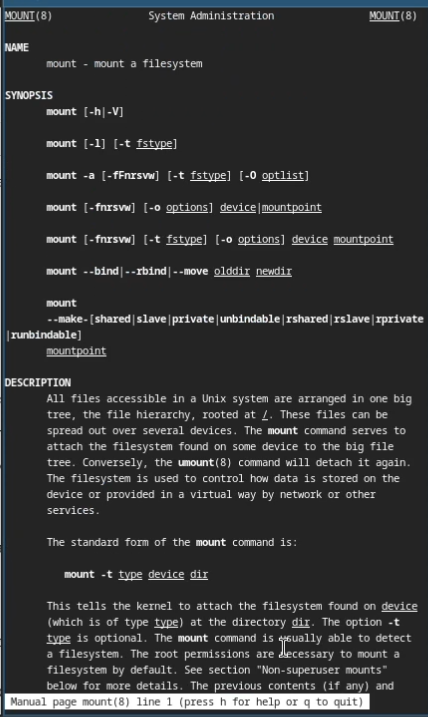 MOUNT(8) System Administration MOUNT(8)
NAME
mount - mount a filesystem
SYNOPSIS
mount [-h|-V]
mount [-l] [-t fstype]
mount -a [-fFnrsvw] [-t fstype] [-O optlist]
mount [-fnrsvw] [-o options] device|mountpoint
mount [-fnrsvw] [-t fstype] [-o options] device mountpoint
mount --bind|--rbind|--move olddir newdir
mount
--make-[shared|slave|private|unbindable|rshared|rslave|rprivate
|runbindable]
mountpoint
DESCRIPTION
All files accessible in a Unix system are arranged in one big
tree, the file hierarchy, rooted at /. These files can be
spread out over several devices. The mount command serves to
attach the filesystem found on some device to the big file
tree. Conversely, the umount(8) command will detach it again.
The filesystem is used to control how data is stored on the
device or provided in a virtual way by network or other
services.
The standard form of the mount command is:
mount -t type device dir
This tells the kernel to attach the filesystem found on device
(which is of type type) at the directory dir. The option -t
type is optional. The mount command is usually able to detect
a filesystem. The root permissions are necessary to mount a
filesystem by default. See section "Non-superuser mounts"
below for more details. The previous contents (if any) and
Manual page mount(8) line 1 (press h for help or q to quit)